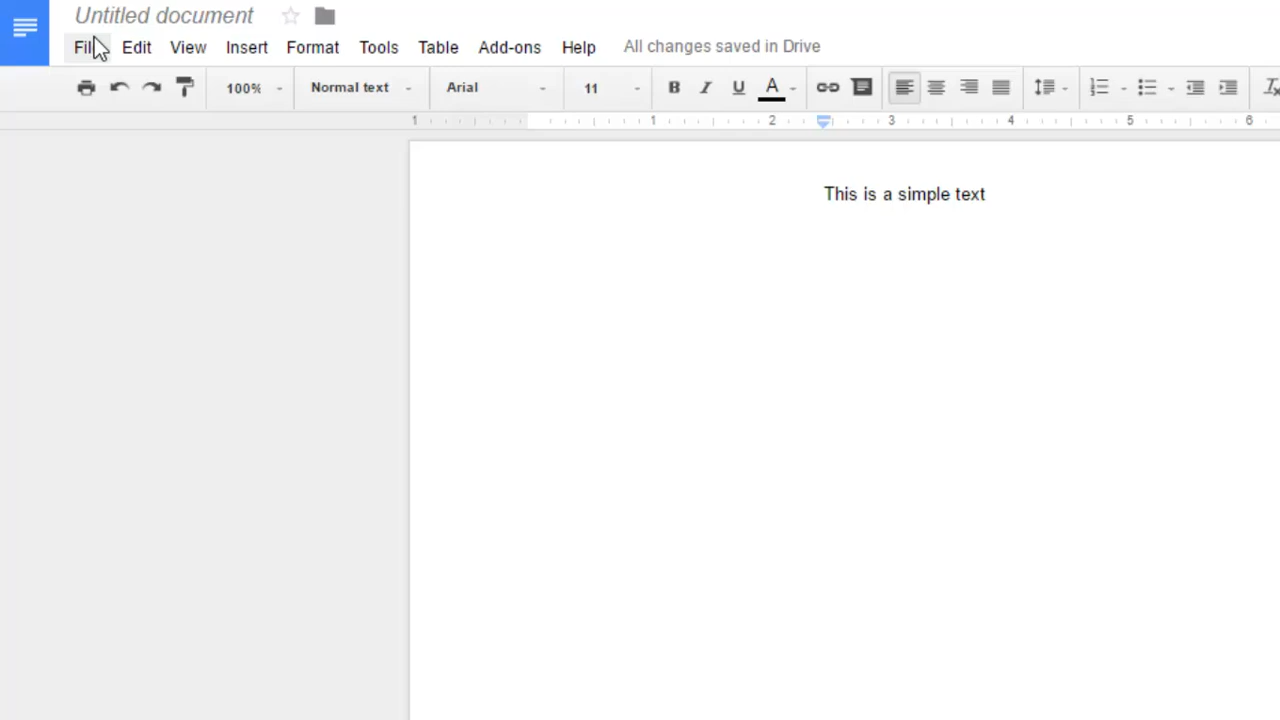 Untitled document
File Edit View Insert Format Tools Table Add-ons Help All changes saved in Drive
100% Normal text Arial 11 B I U A
1 1 2 3 4 5 6
This is a simple text